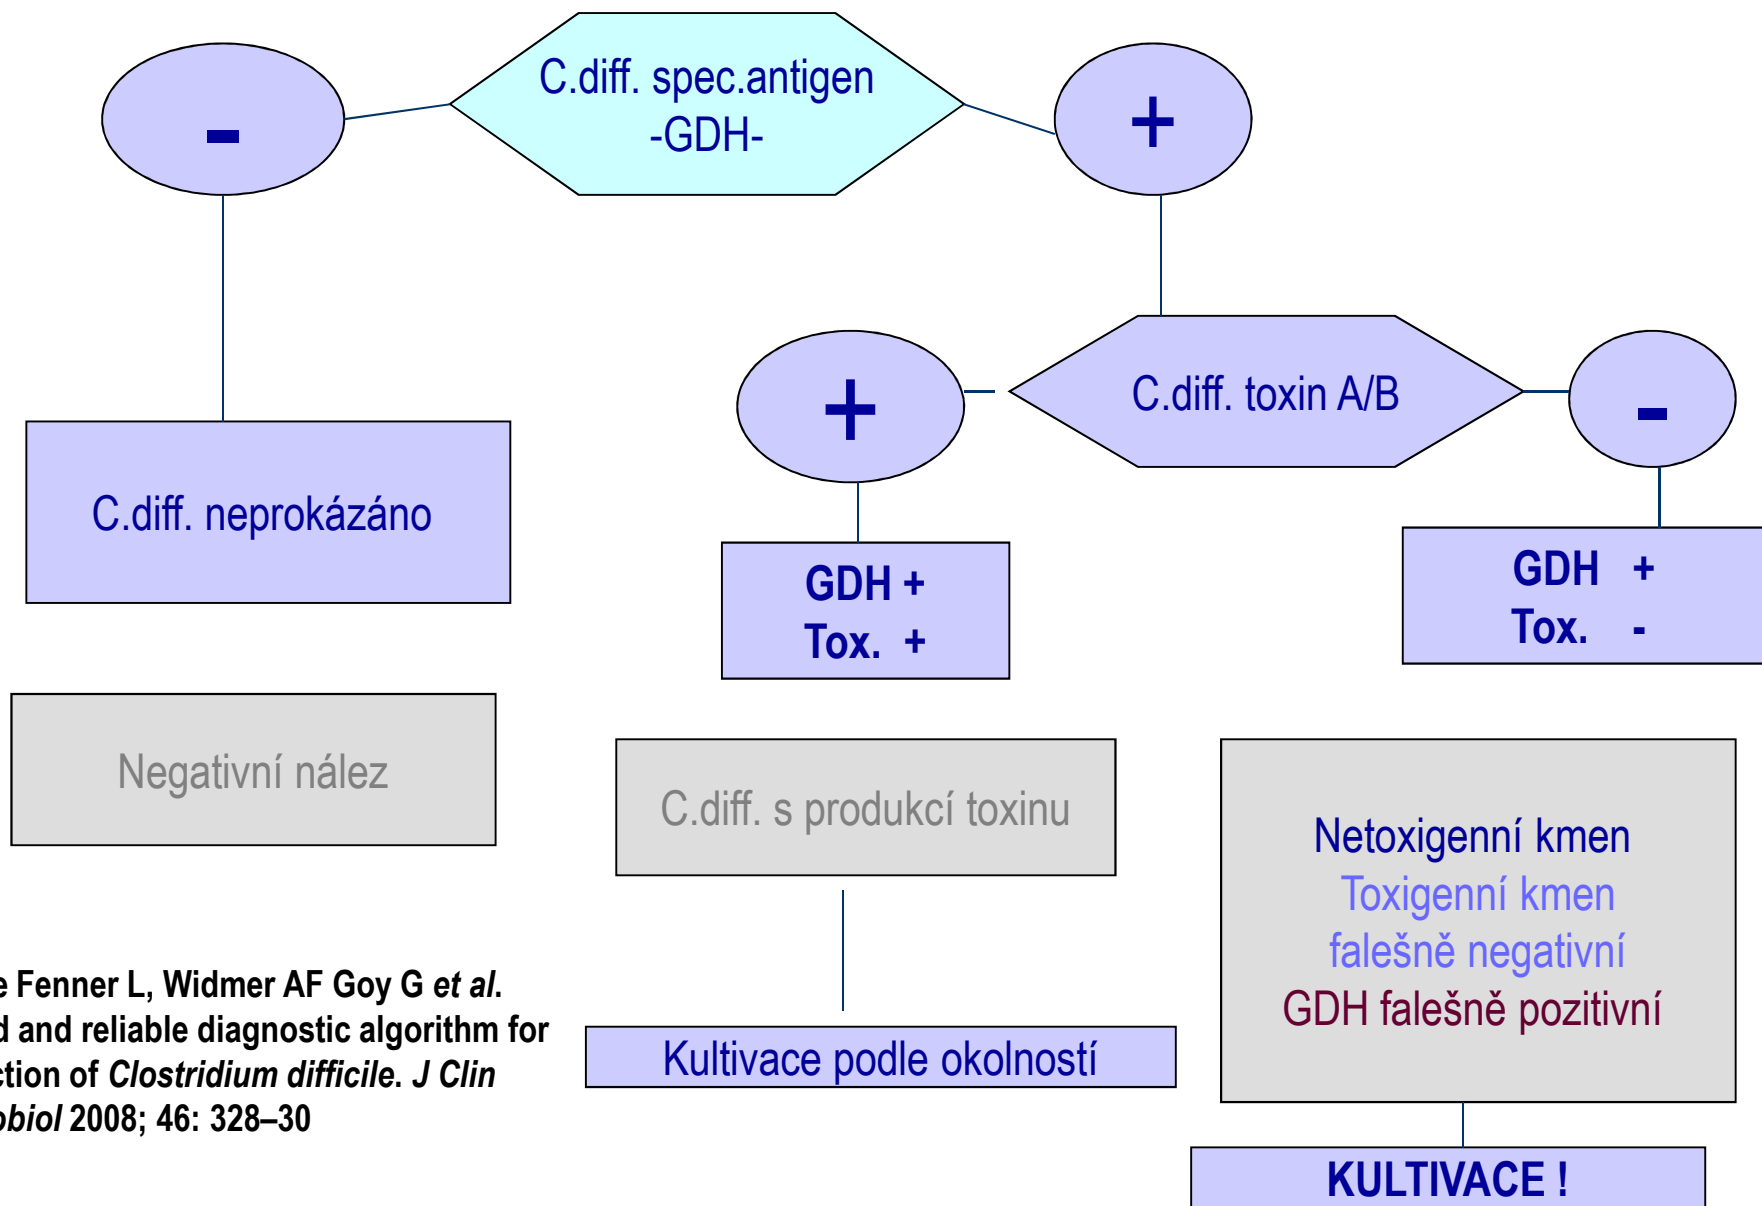 C.diff. spec.antigen
-GDH-
-
+
+
C.diff. toxin A/B
-
C.diff. neprokázáno
GDH +
Tox. +
GDH +
Tox. -
Negativní nález
C.diff. s produkcí toxinu
Netoxigenní kmen
Toxigenní kmen
falešně negativní
GDH falešně pozitivní
Fenner L, Widmer AF Goy G et al.
and reliable diagnostic algorithm for
of Clostridium difficile. J Clin
2008; 46: 328–30
Kultivace podle okolností
KULTIVACE !